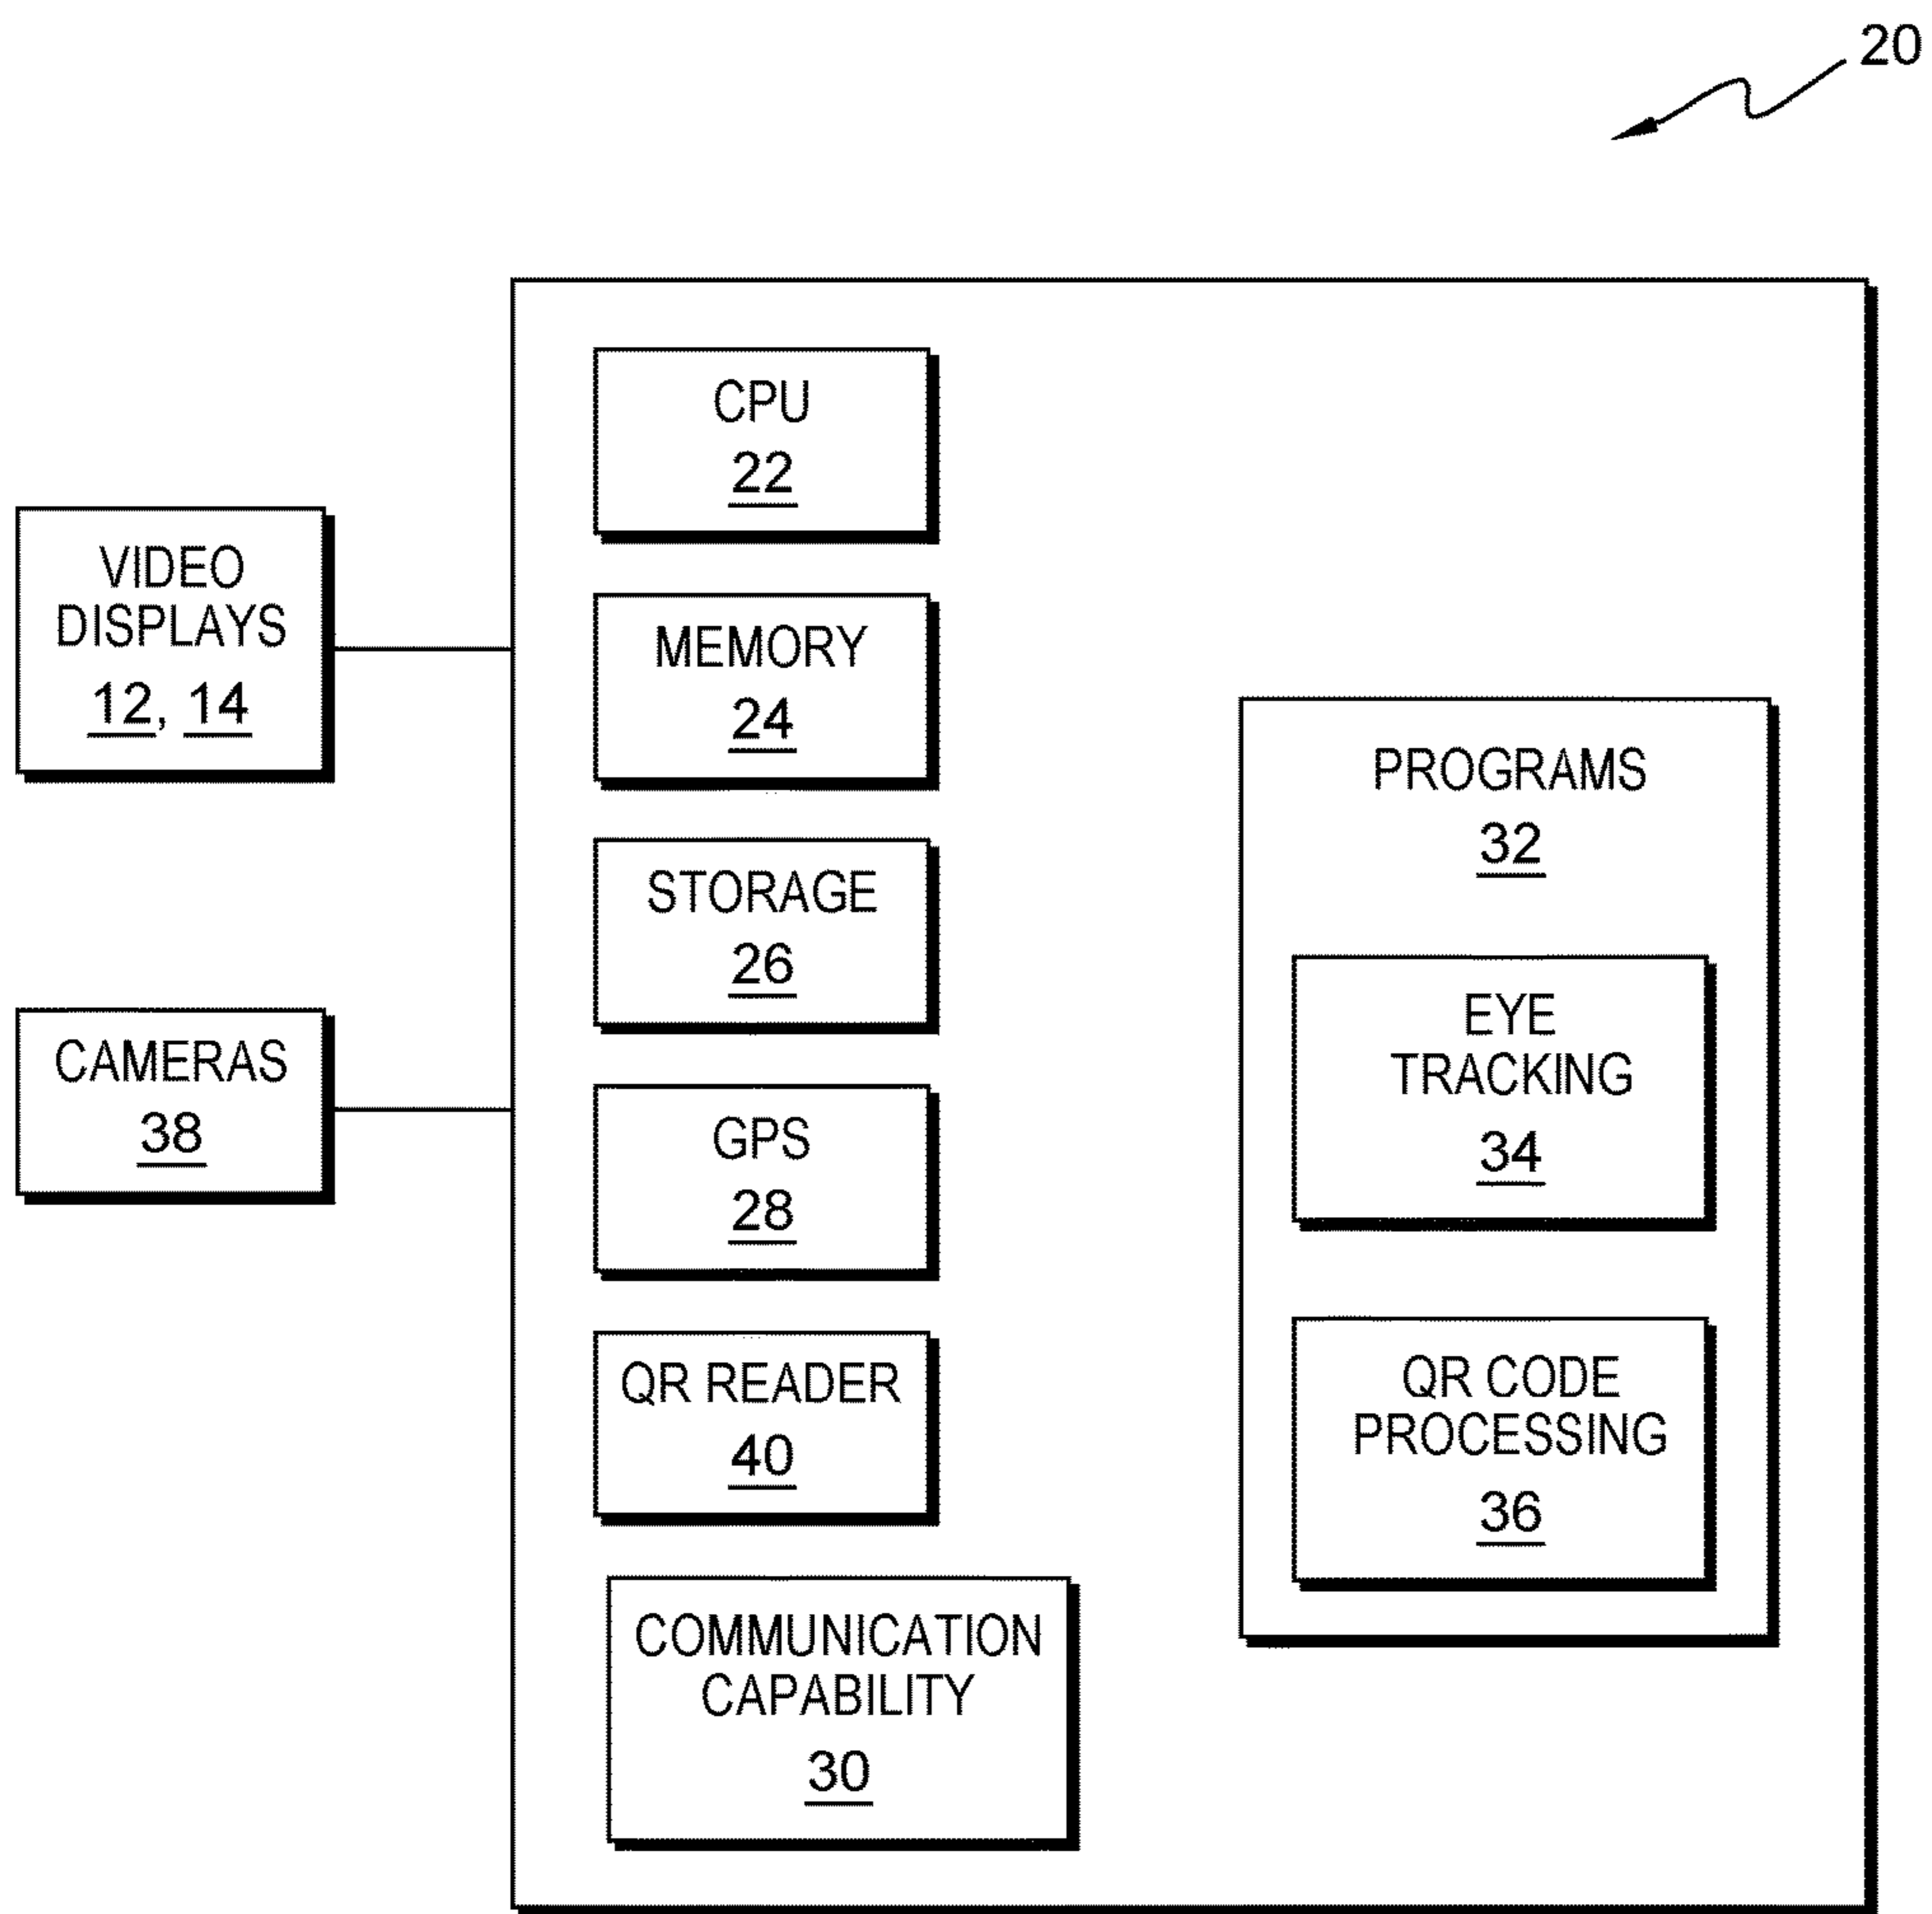 20
CPU
22
VIDEO
DISPLAYS
12, 14
MEMORY
24
STORAGE
26
CAMERAS
38
GPS
28
QR READER
40
COMMUNICATION
CAPABILITY
30
PROGRAMS
32
EYE
TRACKING
34
QR CODE
PROCESSING
36